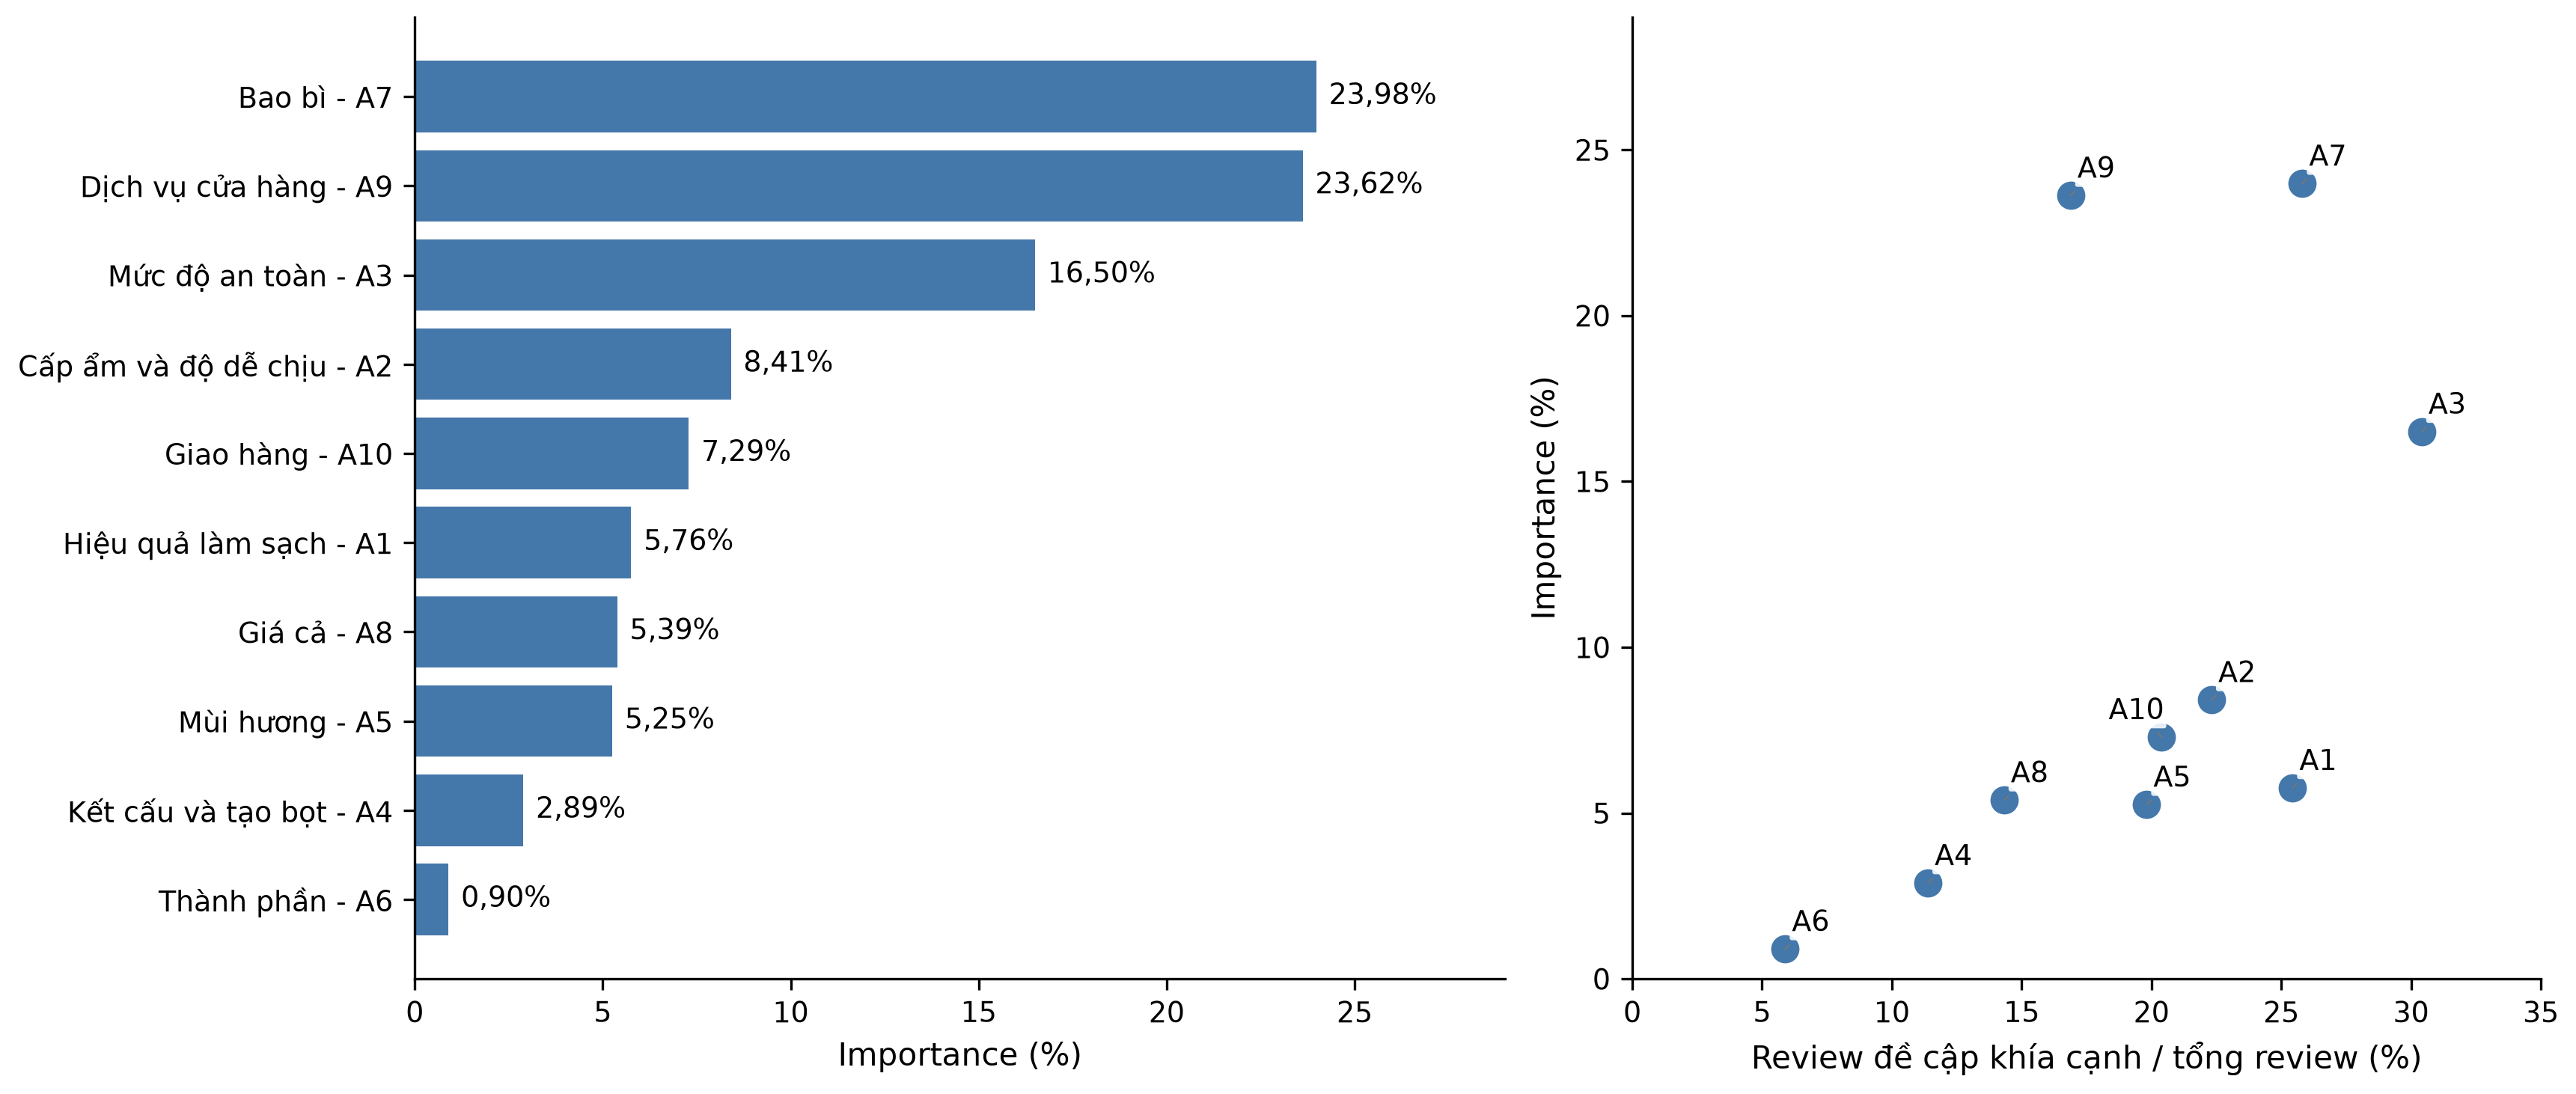 Bao bì - A7
23,98%
Dịch vụ cửa hàng - A9
23,62%
Mức độ an toàn - A3
16,50%
Cấp ẩm và độ dễ chịu - A2
8,41%
Giao hàng - A10
7,29%
Hiệu quả làm sạch - A1
5,76%
Giá cả - A8
5,39%
Mùi hương - A5
5,25%
Kết cấu và tạo bọt - A4
2,89%
Thành phần - A6
0,90%
0 5 10 15 20 25
Importance (%)
Importance (%)
25
20
15
10
5
0
A9
A7
A3
A2
A10
A1
A8
A5
A4
A6
0 5 10 15 20 25 30 35
Review đề cập khía cạnh / tổng review (%)